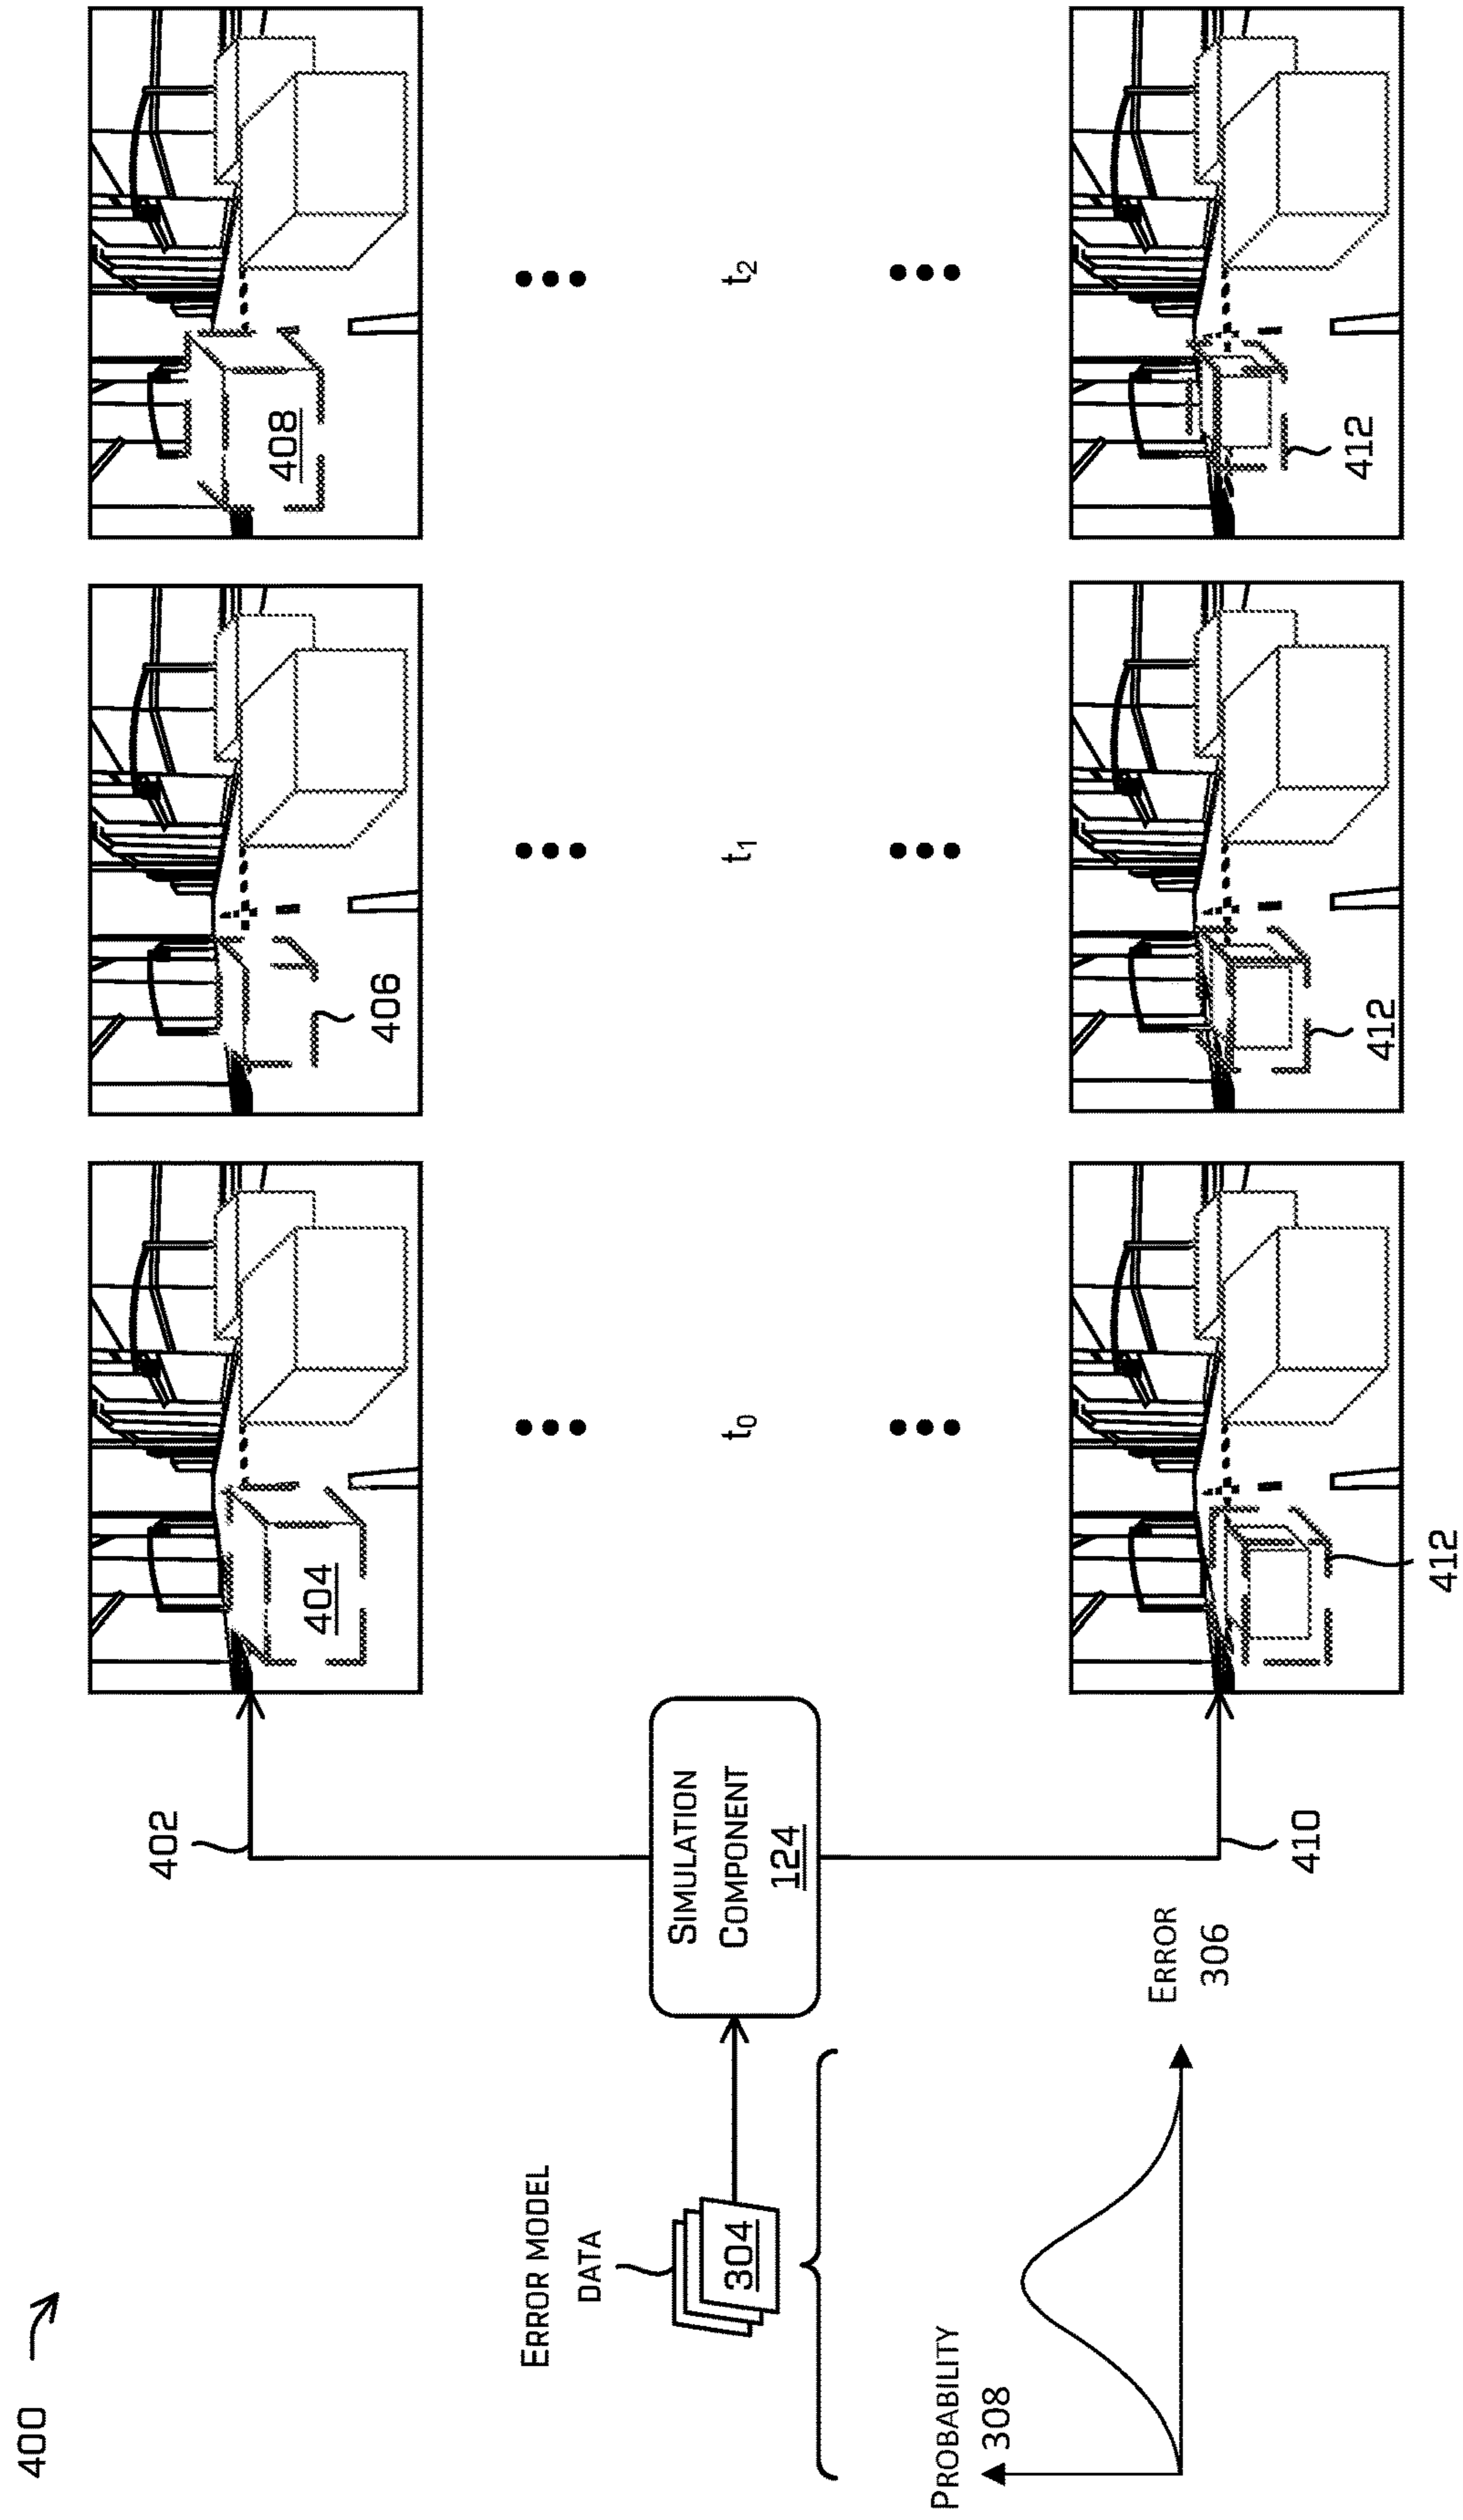 400
ERROR MODEL
DATA
304
PROBABILITY
308
ERROR
306
SIMULATION
COMPONENT
124
402
410
404
406
408
t0
t1
t2
412
412
412